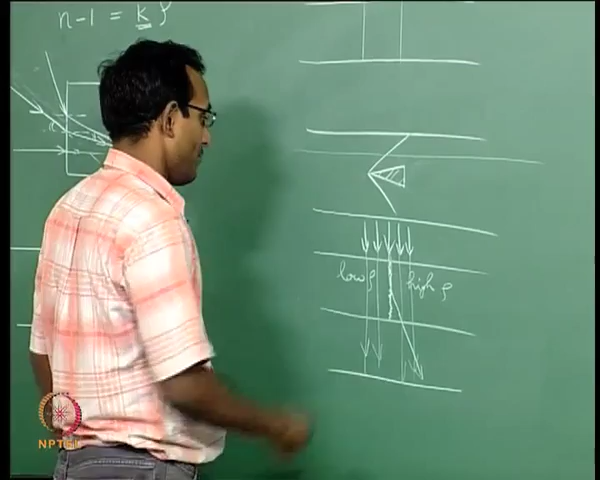 n-1 = kρ
low ρ high ρ
NPTEL